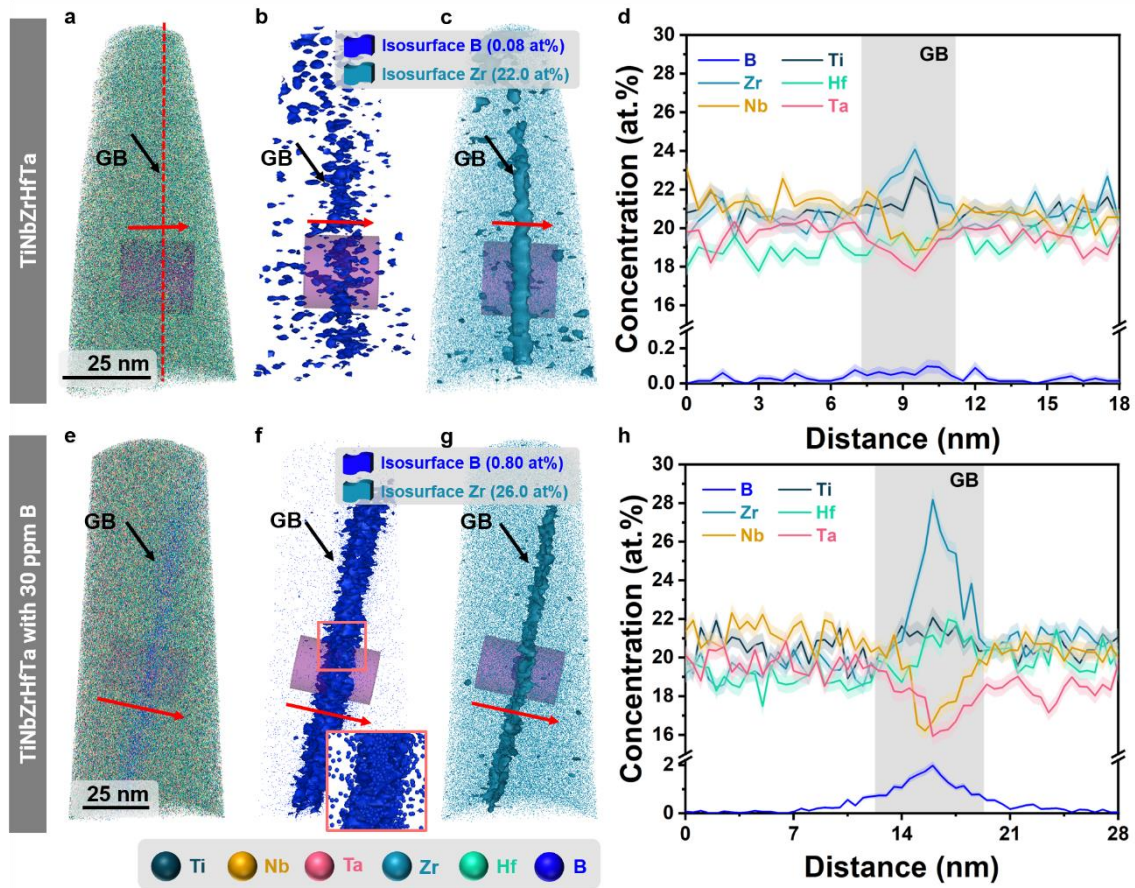 TiNbZrHfTa
a
GB
25 nm
b
c
Isosurface B (0.08 at%)
Isosurface Zr (22.0 at%)
GB
GB
d
Concentration (at.%)
30
28
26
24
22
20
18
16
0.2
0.0
B
Ti
Zr
Hf
Nb
Ta
GB
0 3 6 9 12 15 18
Distance (nm)
TiNbZrHfTa with 30 ppm B
e
GB
25 nm
f
g
Isosurface B (0.80 at%)
Isosurface Zr (26.0 at%)
GB
GB
h
Concentration (at.%)
30
28
26
24
22
20
18
16
2
0
B
Ti
Zr
Hf
Nb
Ta
GB
0 7 14 21 28
Distance (nm)
Ti Nb Ta Zr Hf B